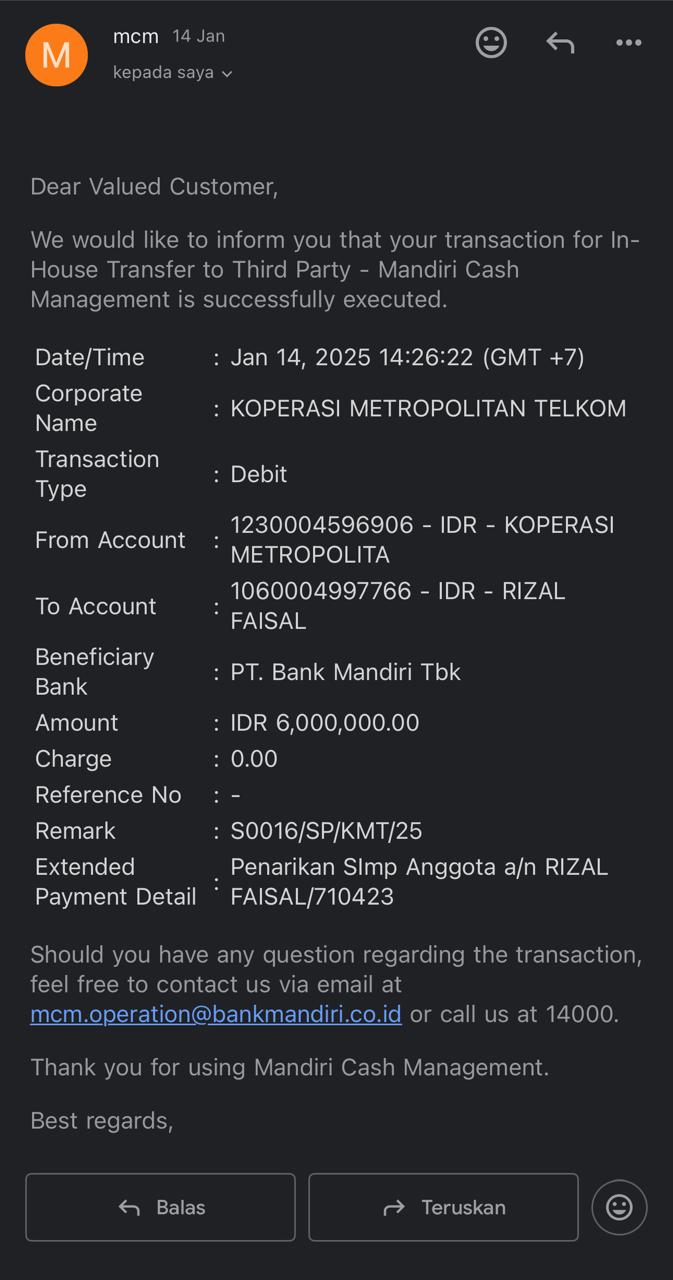 M
mcm 14 Jan
kepada saya
Dear Valued Customer,
We would like to inform you that your transaction for In-
House Transfer to Third Party - Mandiri Cash
Management is successfully executed.
Date/Time : Jan 14, 2025 14:26:22 (GMT +7)
Corporate
Name : KOPERASI METROPOLITAN TELKOM
Transaction
Type : Debit
From Account : 1230004596906 - IDR - KOPERASI
METROPOLITA
To Account : 1060004997766 - IDR - RIZAL
FAISAL
Beneficiary
Bank : PT. Bank Mandiri Tbk
Amount : IDR 6,000,000.00
Charge : 0.00
Reference No : -
Remark : S0016/SP/KMT/25
Extended Payment Detail : Penarikan SImp Anggota a/n RIZAL
FAISAL/710423
Should you have any question regarding the transaction,
feel free to contact us via email at
mcm.operation@bankmandiri.co.id or call us at 14000.
Thank you for using Mandiri Cash Management.
Best regards,
Balas
Teruskan